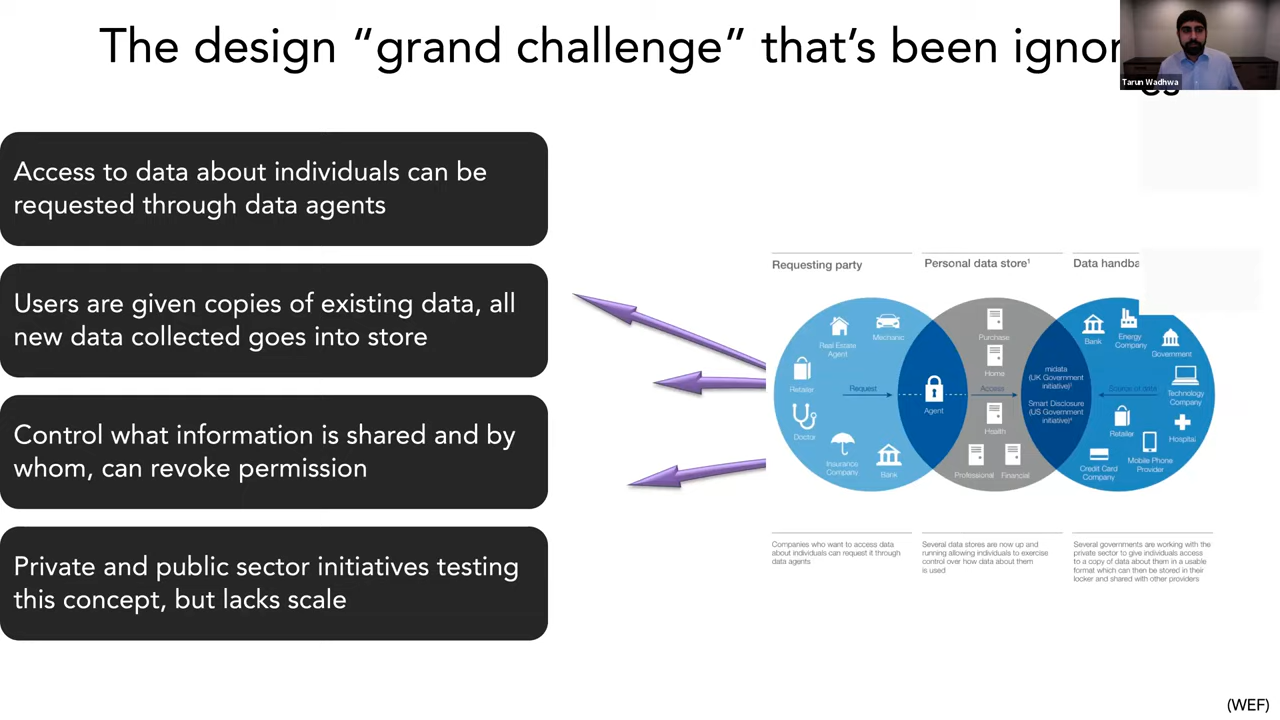 The design “grand challenge” that’s been ignor
Tarun Wadhwa
Access to data about individuals can be
requested through data agents
Users are given copies of existing data, all
new data collected goes into store
Control what information is shared and by
whom, can revoke permission
Private and public sector initiatives testing
this concept, but lacks scale
Requesting party
Personal data store¹
Data handba
Real Estate
Agent
Mechanic
Retailer
Request
Doctor
Insurance
Company
Bank
Agent
Purchase
Home
Access
Health
Professional
Financial
midata
(UK Government
initiative)²
Smart Disclosure
(US Government
initiative)⁴
Bank
Energy
Company
Government
Source of data
Technology
Company
Retailer
Hospital
Mobile Phone
Provider
Credit Card
Company
Companies who want to access data
about individuals can request it through
data agents
Several data stores are now up and
running allowing individuals to exercise
control over how data about them
is used
Several governments are working with the
private sector to give individuals access
to a copy of data about them in a usable
format which can then be stored in their
locker and shared with other providers
(WEF)